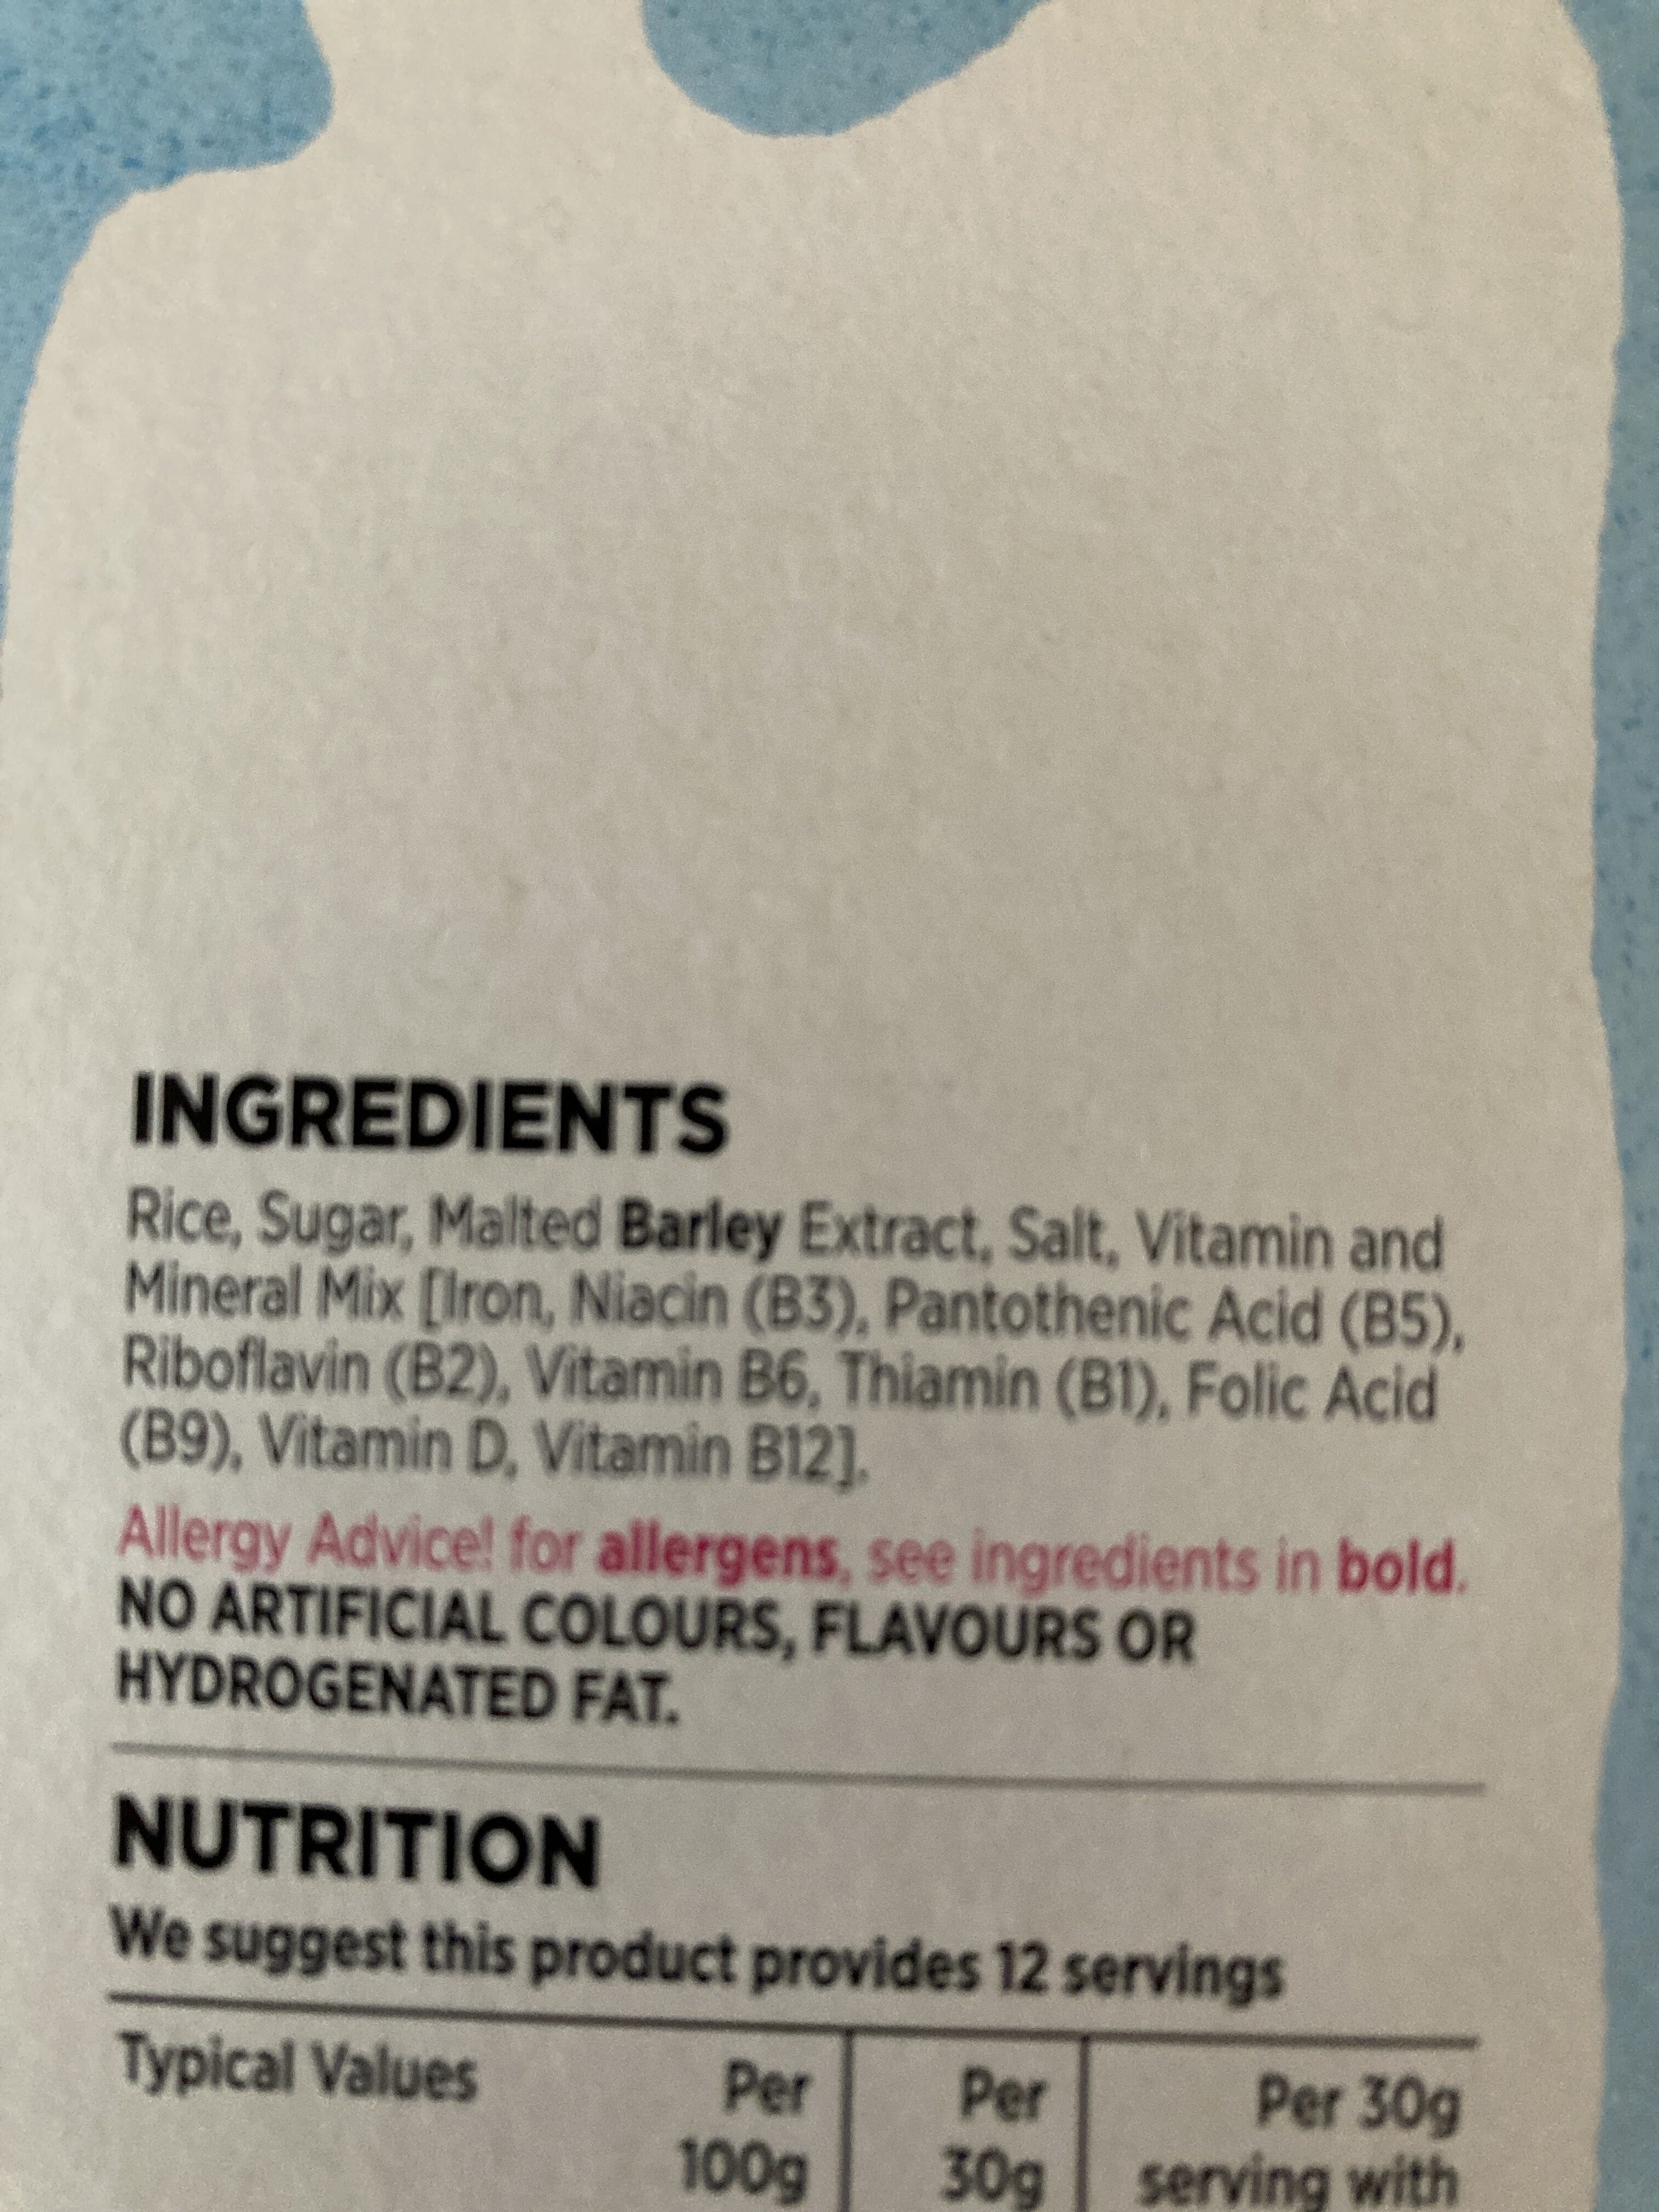 INGREDIENTS
Rice, Sugar, Malted Barley Extract, Salt, Vitamin and
Mineral Mix [Iron, Niacin (B3), Pantothenic Acid (B5),
Riboflavin (B2), Vitamin B6, Thiamin (B1), Folic Acid
(B9), Vitamin D, Vitamin B12].
Allergy Advice! for allergens, see ingredients in bold.
NO ARTIFICIAL COLOURS, FLAVOURS OR
HYDROGENATED FAT.
NUTRITION
We suggest this product provides 12 servings
Typical Values Per Per Per 30g
100g 30g serving with